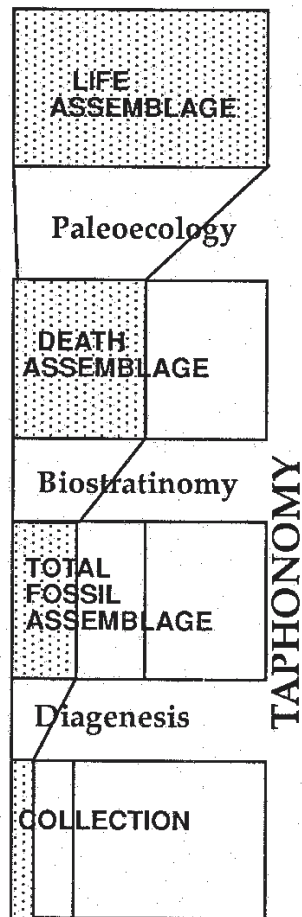 LIFE
ASSEMBLAGE
Paleoecology
DEATH
ASSEMBLAGE
Biostratinomy
TOTAL
FOSSIL
ASSEMBLAGE
TAPHONOMY
Diagenesis
COLLECTION